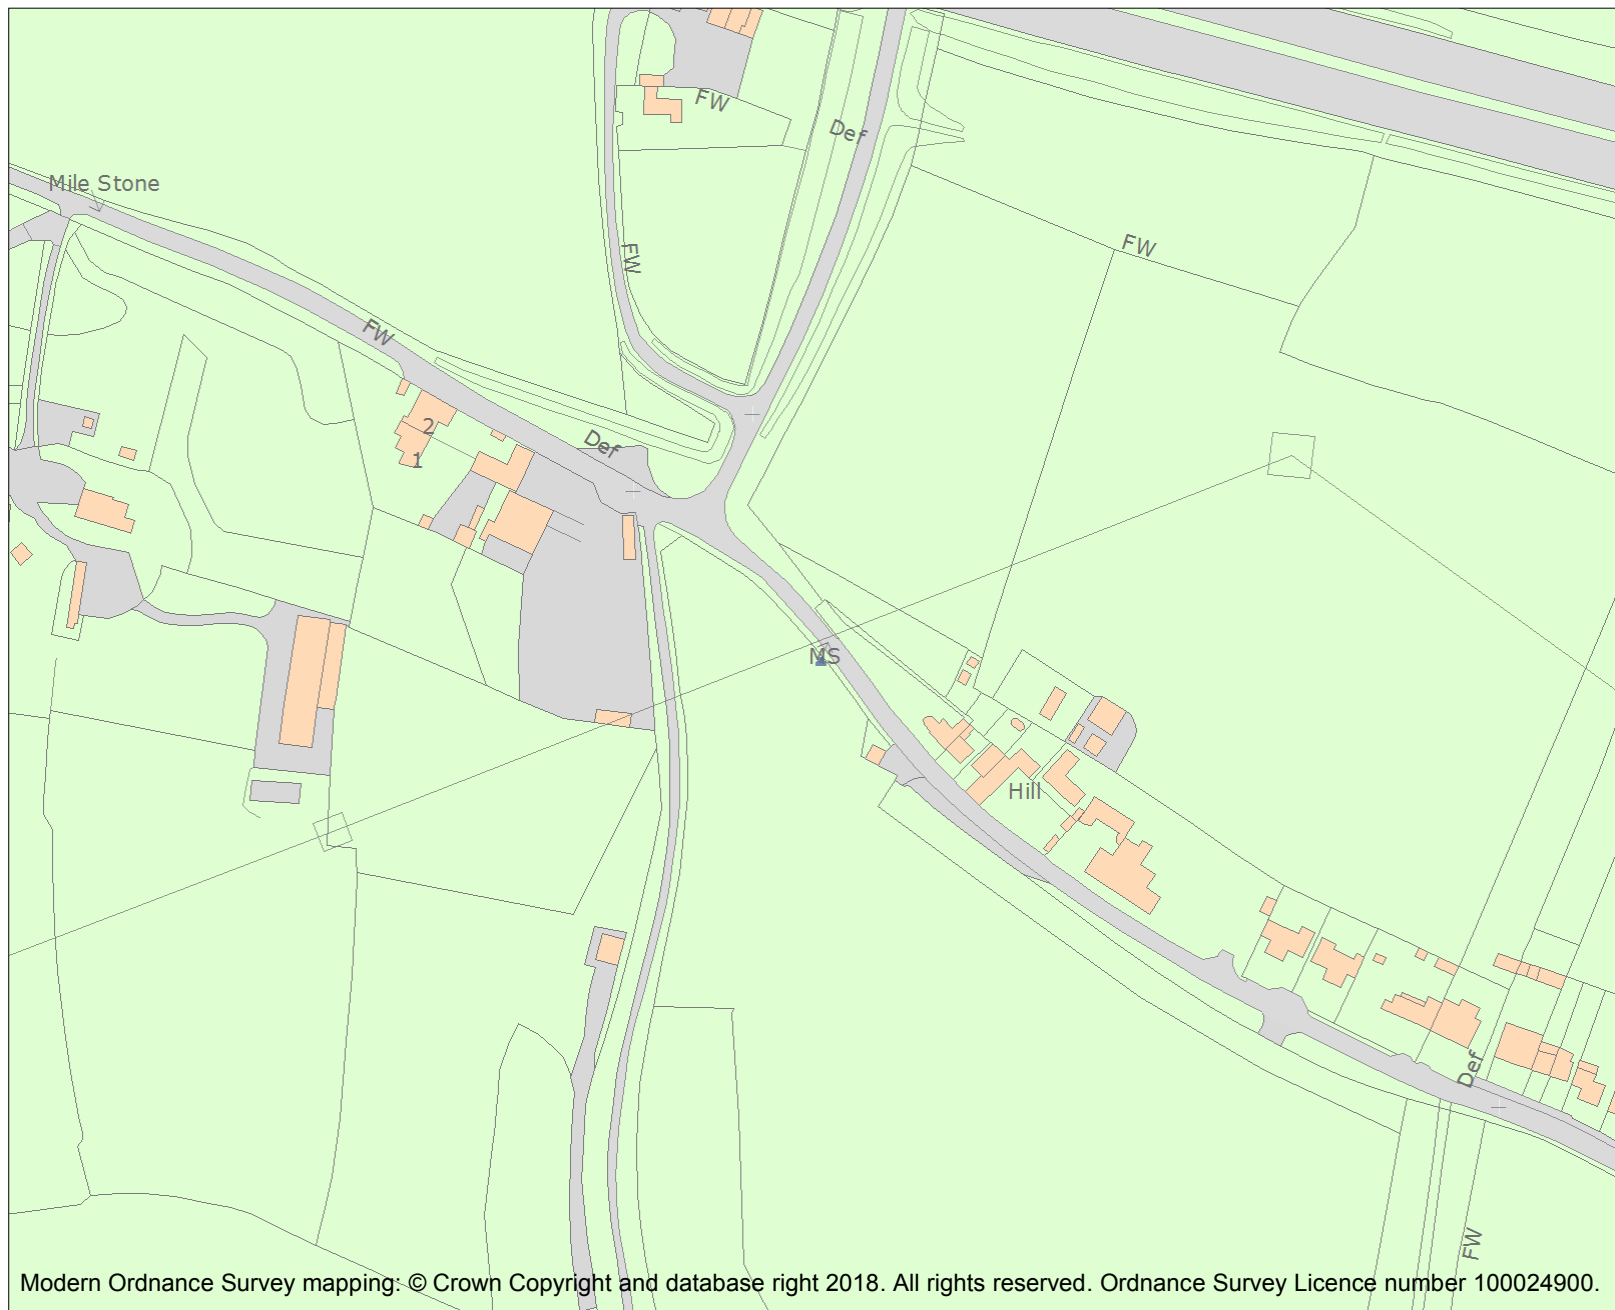 FW
Def
Mile Stone
FW
FW
FW
2
Def
1
MS
Hill
Def
FW
Modern Ordnance Survey mapping: © Crown Copyright and database right 2018. All rights reserved. Ordnance Survey Licence number 100024900.